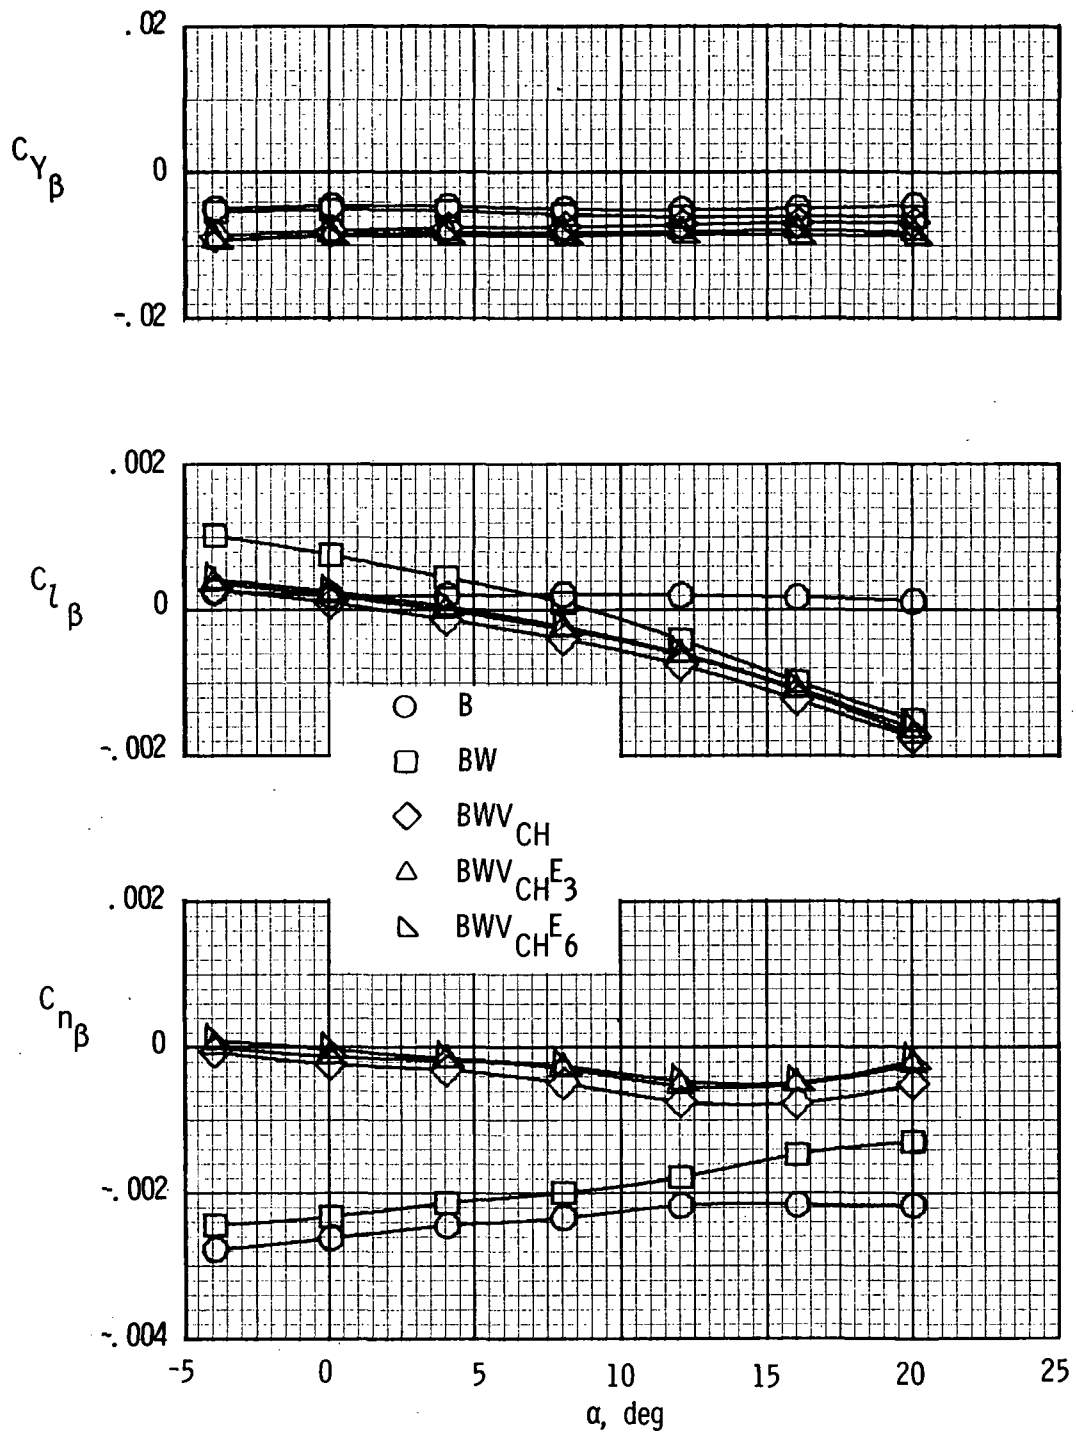 .02
C_Yβ
0
-.02
.002
C_lβ
0
-.002
B
BW
BWV_CH
BWV_CHE_3
BWV_CHE_6
.002
C_nβ
0
-.002
-.004
-5 0 5 10 15 20 25
α, deg